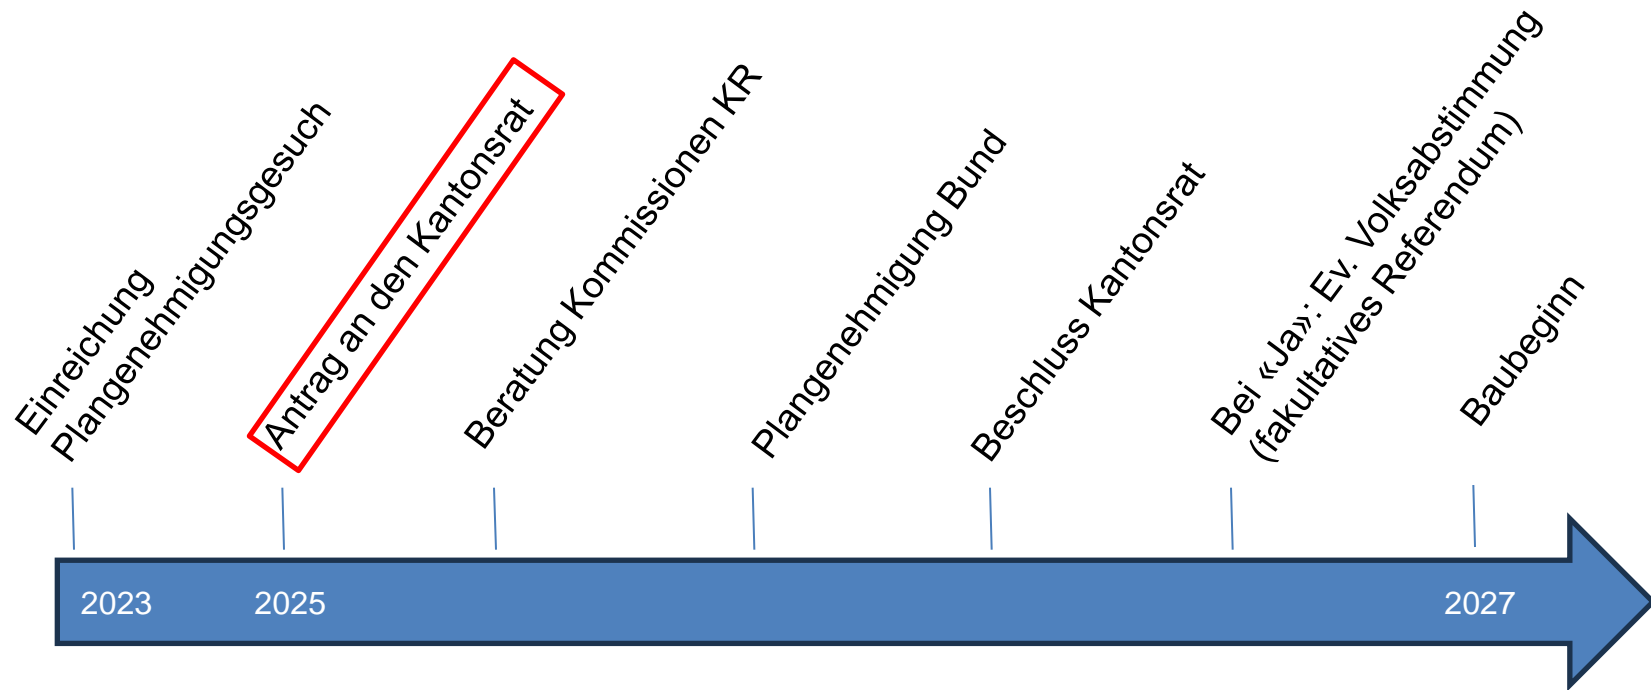 Einreichung
Plangenehmigungsgesuch
Antrag an den Kantonsrat
Beratung Kommissionen KR
Plangenehmigung Bund
Beschluss Kantonsrat
Bei «Ja»: Ev. Volksabstimmung
(fakultatives Referendum)
Baubeginn
2023
2025
2027